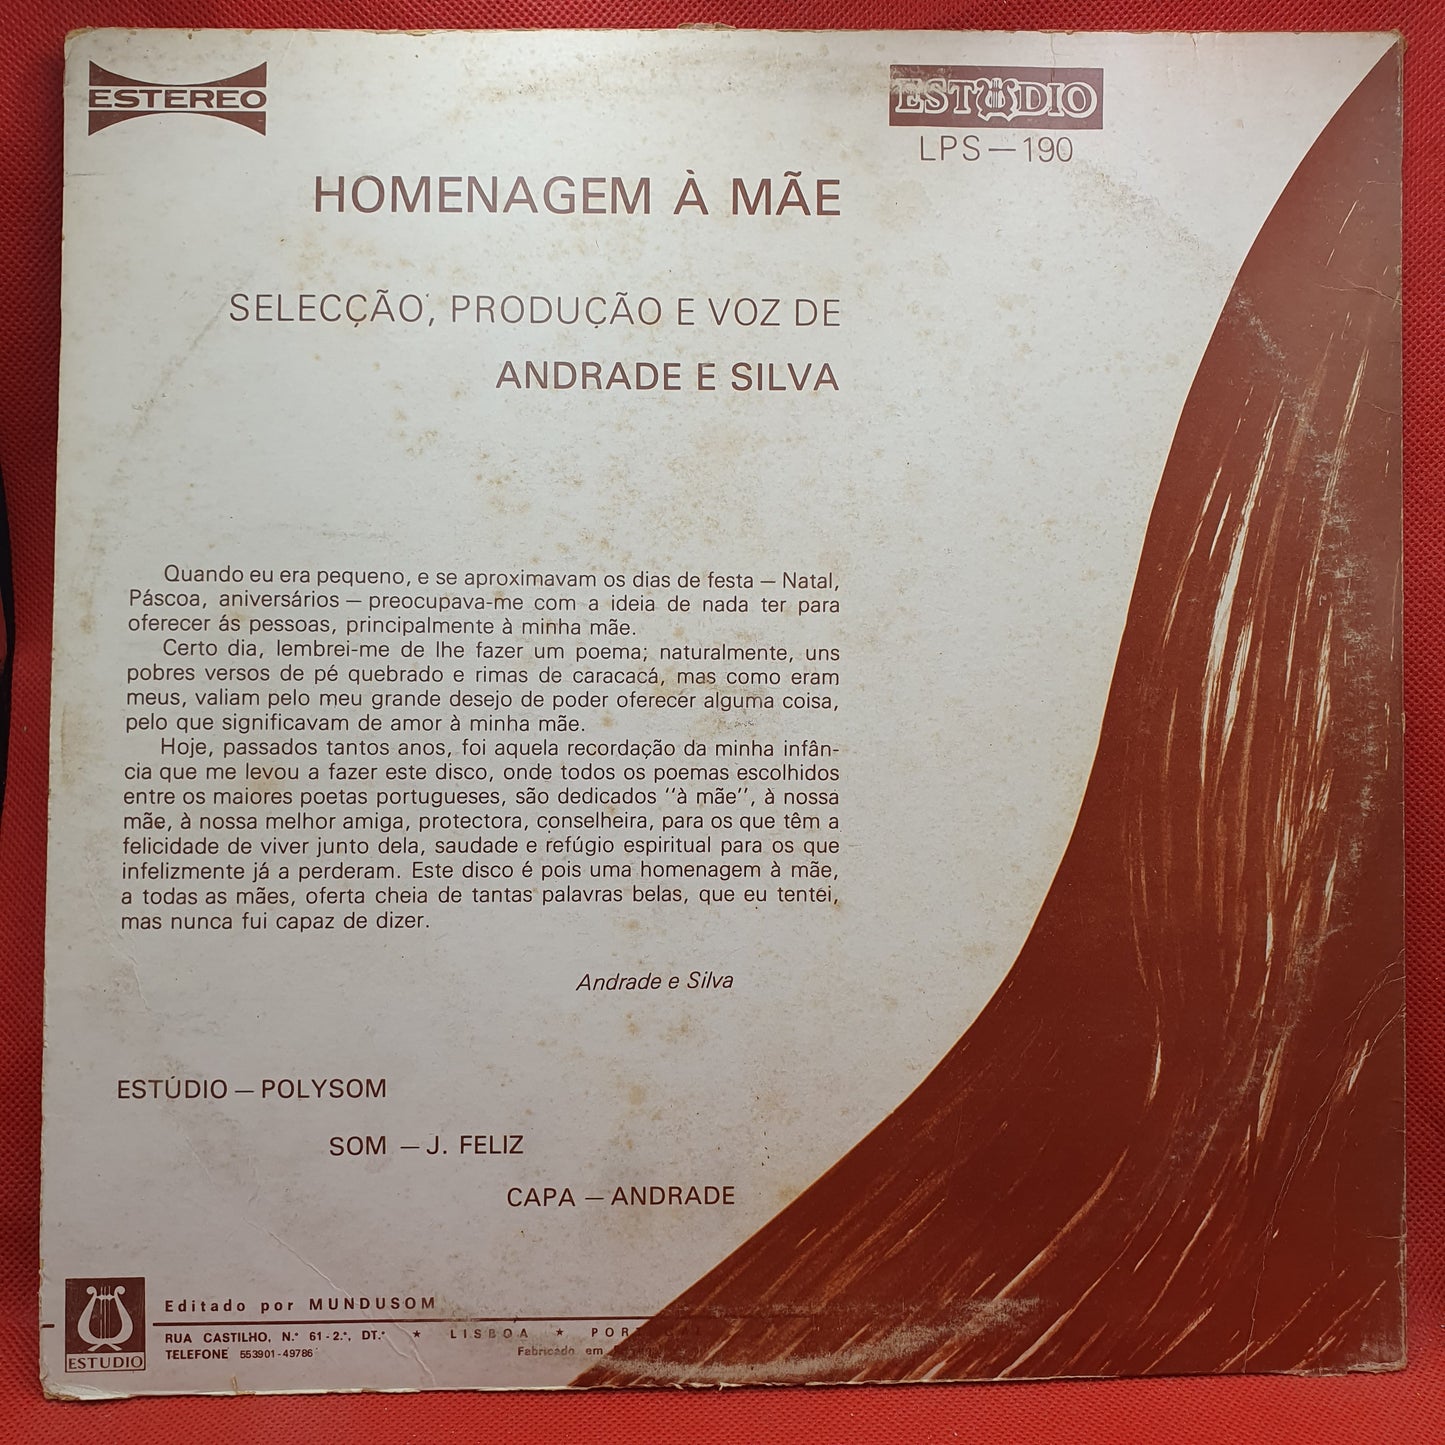 ESTEREO
ESTÚDIO
LPS — 190
HOMENAGEM À MÃE
SELECÇÃO, PRODUÇÃO E VOZ DE
ANDRADE E SILVA
Quando eu era pequeno, e se aproximavam os dias de festa — Natal,
Páscoa, aniversários — preocupava-me com a ideia de nada ter para
oferecer ás pessoas, principalmente à minha mãe.
Certo dia, lembrei-me de lhe fazer um poema; naturalmente, uns
pobres versos de pé quebrado e rimas de caracacá, mas como eram
meus, valiam pelo meu grande desejo de poder oferecer alguma coisa,
pelo que significavam de amor à minha mãe.
Hoje, passados tantos anos, foi aquela recordação da minha infân-
cia que me levou a fazer este disco, onde todos os poemas escolhidos
entre os maiores poetas portugueses, são dedicados "à mãe", à nossa
mãe, à nossa melhor amiga, protectora, conselheira, para os que têm a
felicidade de viver junto dela, saudade e refúgio espiritual para os que
infelizmente já a perderam. Este disco é pois uma homenagem à mãe,
a todas as mães, oferta cheia de tantas palavras belas, que eu tentei,
mas nunca fui capaz de dizer.
Andrade e Silva
ESTÚDIO — POLYSOM
SOM — J. FELIZ
CAPA — ANDRADE
ESTUDIO
Editado por MUNDUSOM
RUA CASTILHO, N.º 61-2.º, DT.º ★ LISBOA ★
TELEFONE 553901-49786
Fabricado em